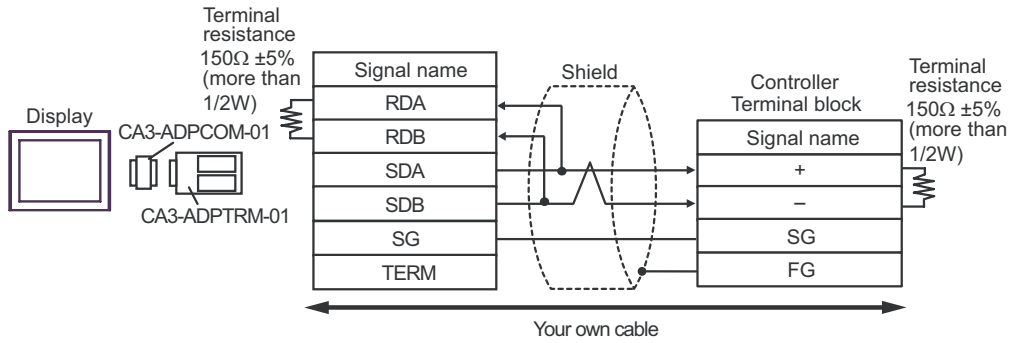 Terminal
resistance
150Ω ±5%
(more than
1/2W)
Display
CA3-ADPCOM-01
CA3-ADPTRM-01
Signal name
RDA
RDB
SDA
SDB
SG
TERM
Shield
Controller
Terminal block
Signal name
+
–
SG
FG
Terminal
resistance
150Ω ±5%
(more than
1/2W)
Your own cable